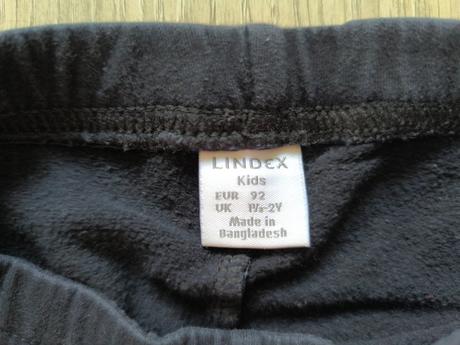 LINDEX
Kids
EUR 92
UK 1½-2Y
Made in
Bangladesh